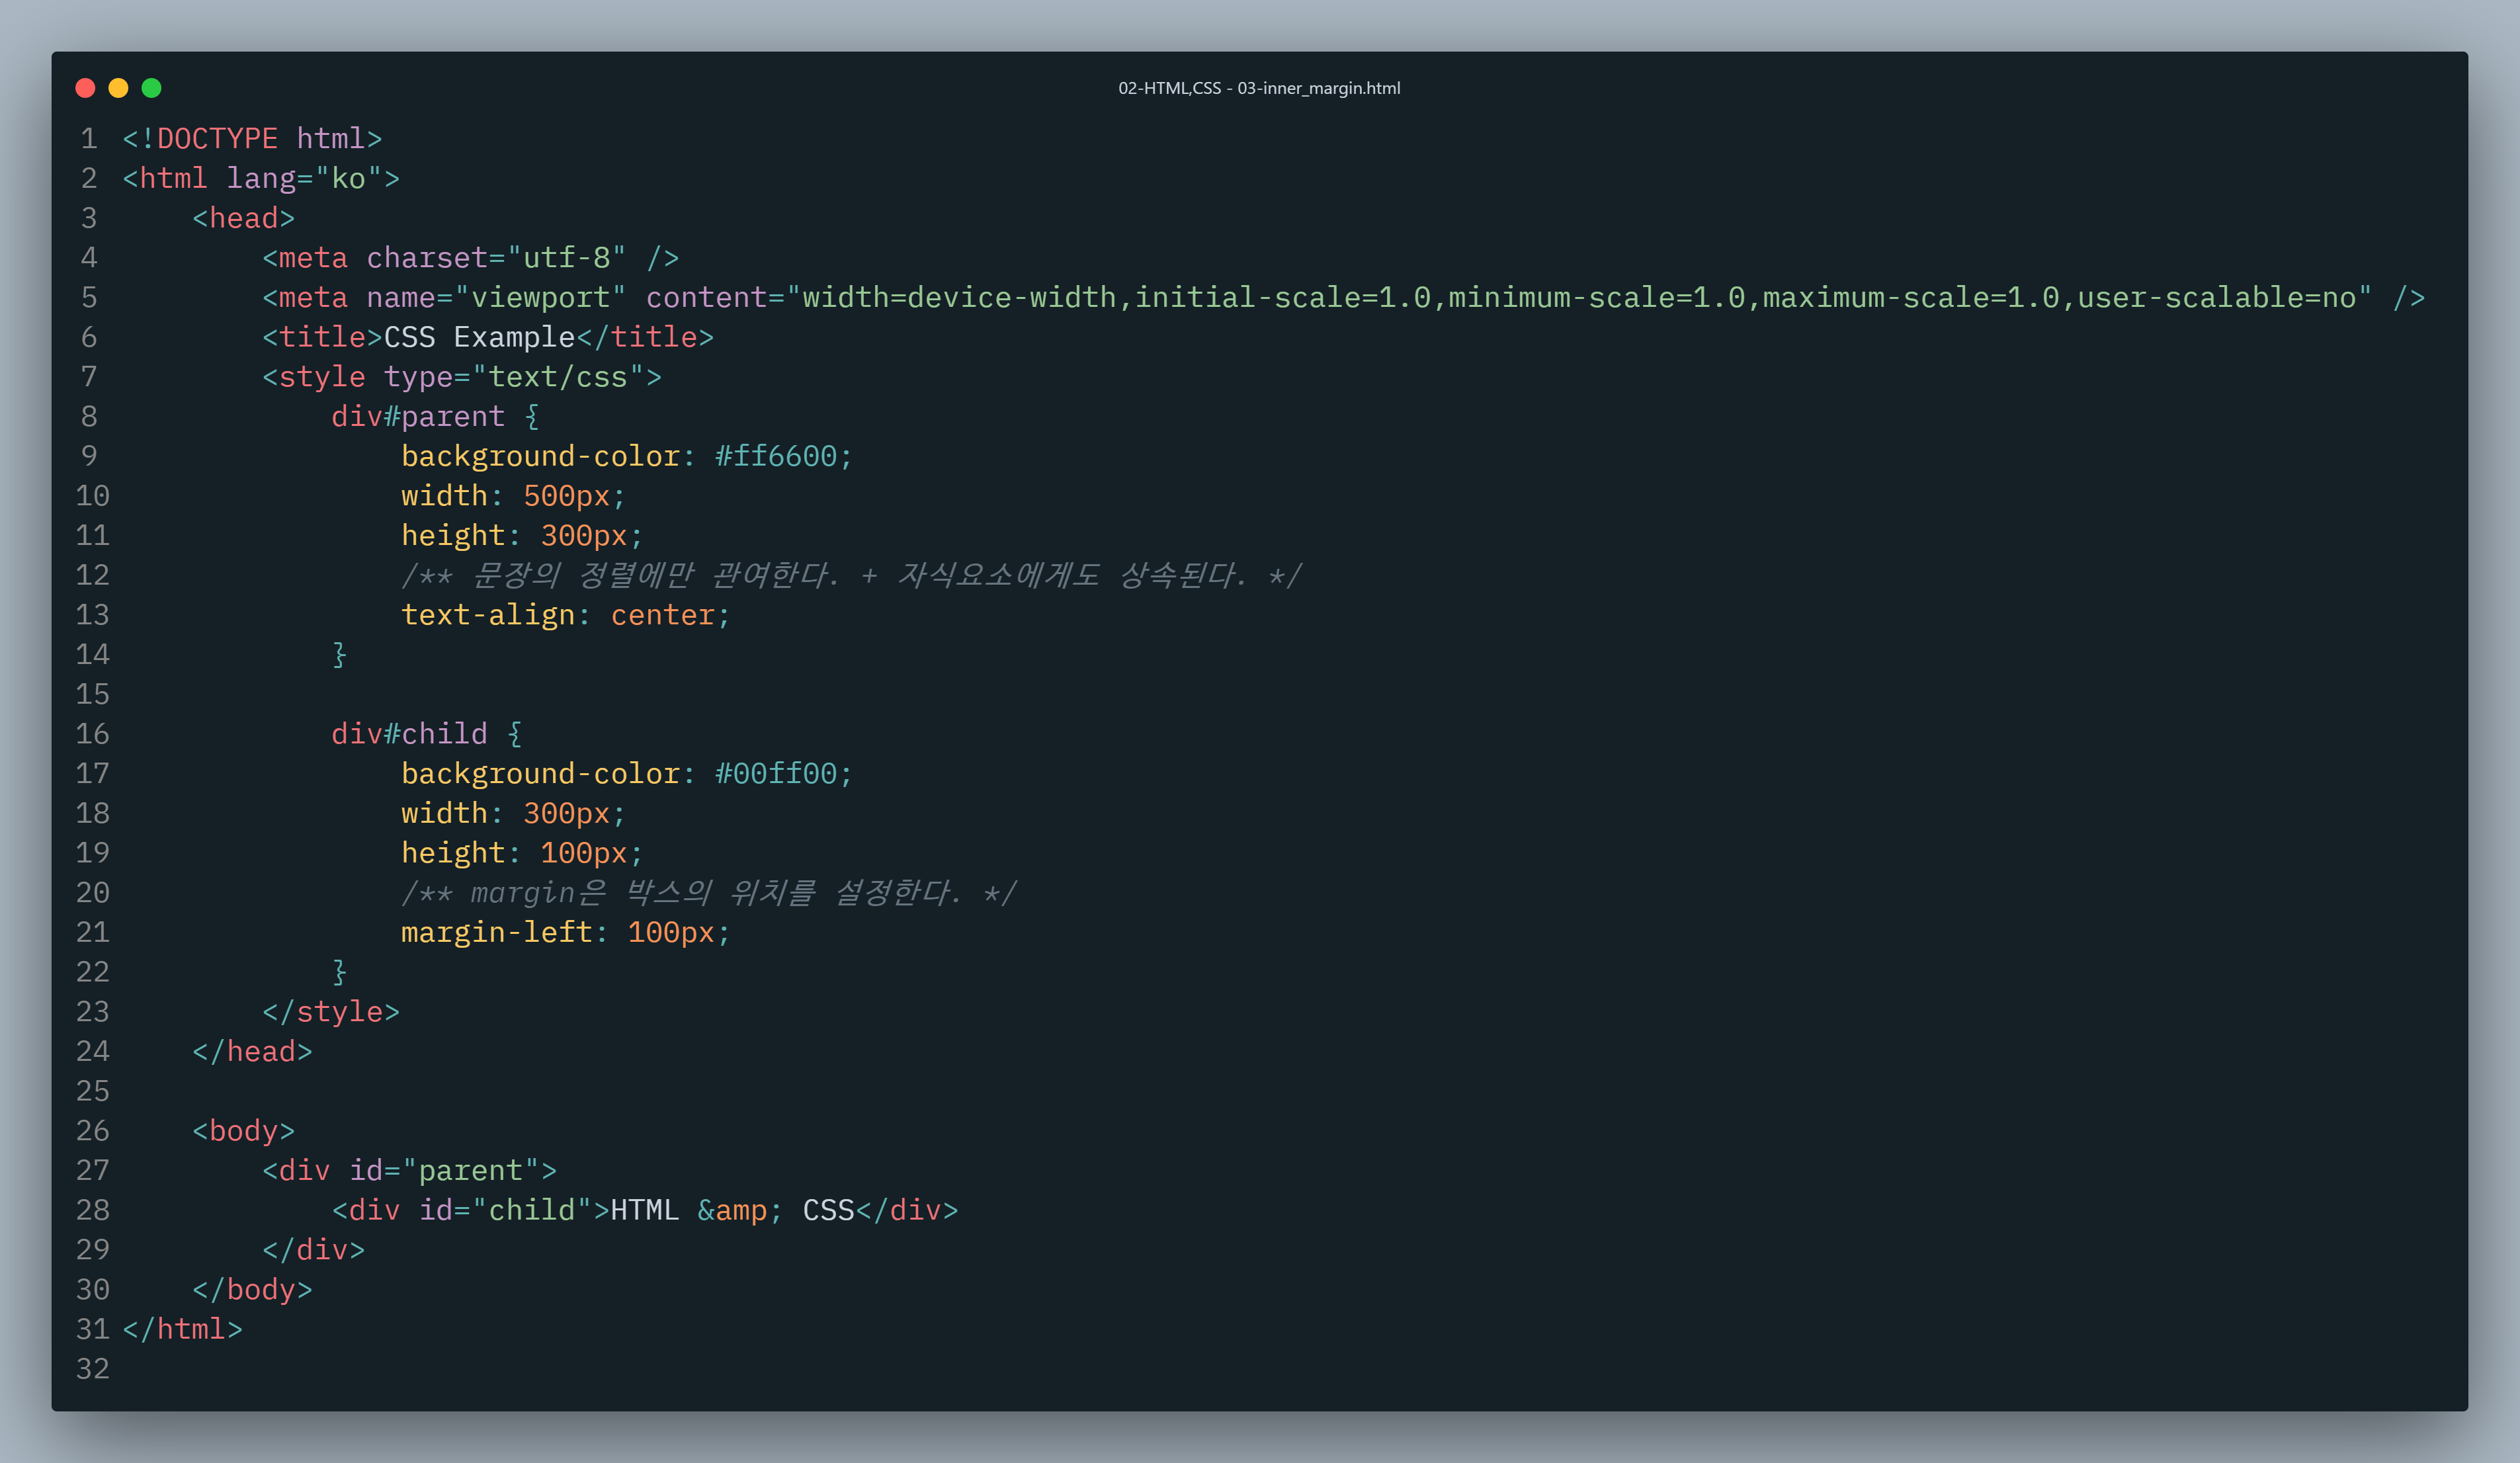 02-HTML,CSS - 03-inner_margin.html
1 <!DOCTYPE html>
2 <html lang="ko">
3     <head>
4         <meta charset="utf-8" />
5         <meta name="viewport" content="width=device-width,initial-scale=1.0,minimum-scale=1.0,maximum-scale=1.0,user-scalable=no" />
6         <title>CSS Example</title>
7         <style type="text/css">
8             div#parent {
9                 background-color: #ff6600;
10                 width: 500px;
11                 height: 300px;
12                 /** 문장의 정렬에만 관여한다. + 자식요소에게도 상속된다. */
13                 text-align: center;
14             }
15
16             div#child {
17                 background-color: #00ff00;
18                 width: 300px;
19                 height: 100px;
20                 /** margin은 박스의 위치를 설정한다. */
21                 margin-left: 100px;
22             }
23         </style>
24     </head>
25
26     <body>
27         <div id="parent">
28             <div id="child">HTML &amp; CSS</div>
29         </div>
30     </body>
31 </html>
32